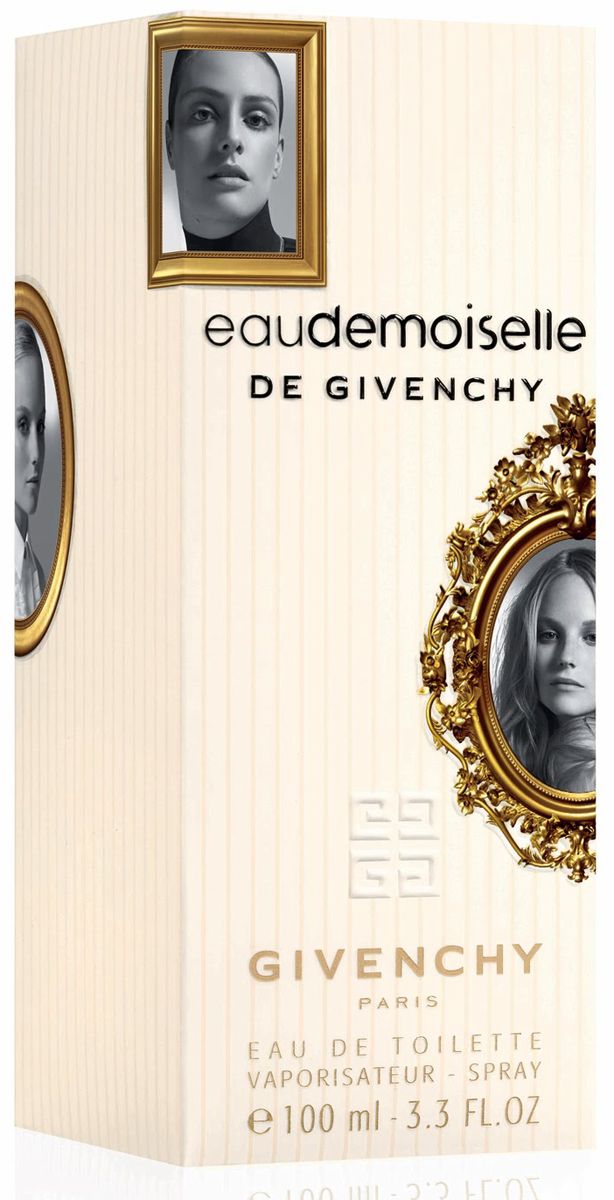 eaudemoiselle
DE GIVENCHY
GIVENCHY
PARIS
EAU DE TOILETTE
VAPORISATEUR - SPRAY
℮ 100 ml - 3.3 FL.OZ